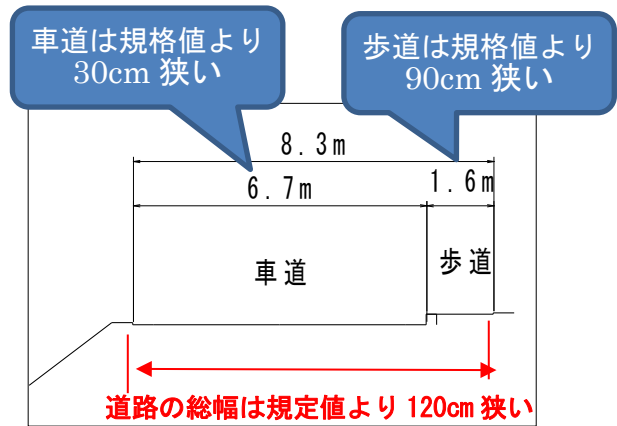 車道は規格値より
30cm 狭い
歩道は規格値より
90cm 狭い
8.3m
6.7m
1.6m
車道
歩道
道路の総幅は規定値より 120cm 狭い